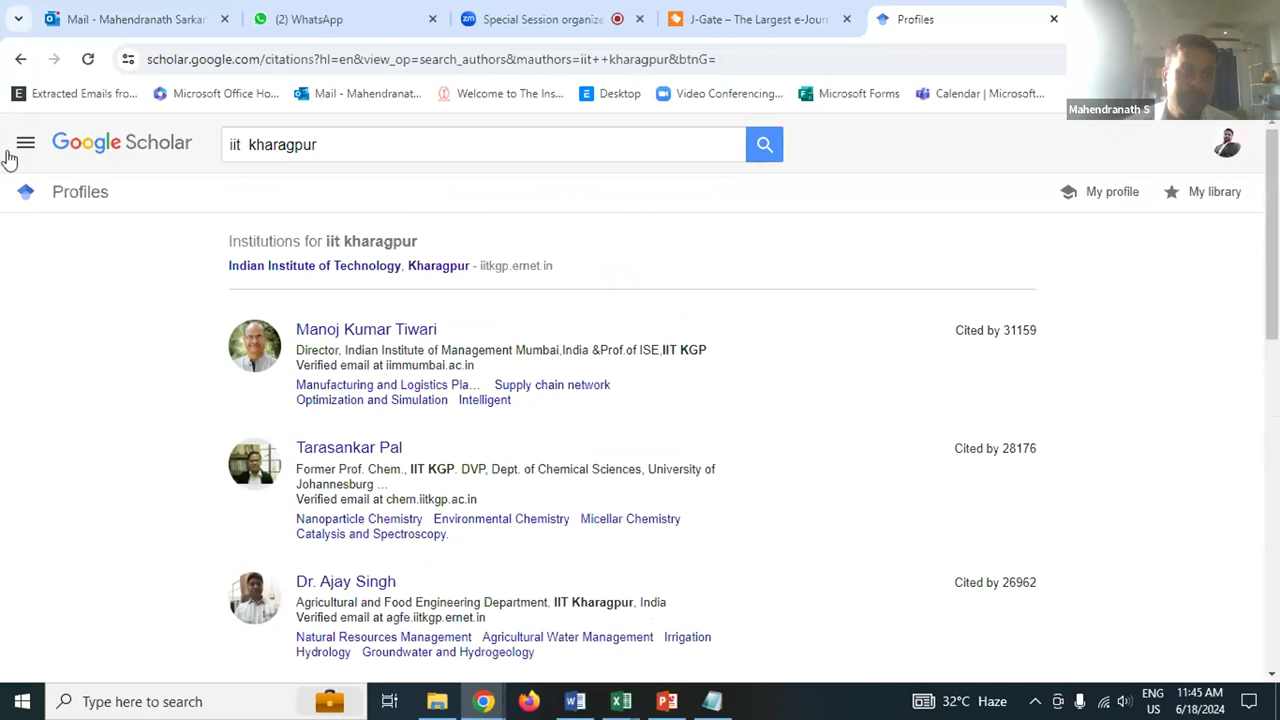 Mail - Mahendranath Sarkar
(2) WhatsApp
Special Session organize
J-Gate – The Largest e-Jour
Profiles
scholar.google.com/citations?hl=en&view_op=search_authors&mauthors=iit++kharagpur&btnG=
Extracted Emails fro...
Microsoft Office Ho...
Mail - Mahendranat...
Welcome to The Ins...
Desktop
Video Conferencing...
Microsoft Forms
Calendar | Microsoft...
Mahendranath S
Google Scholar
iit kharagpur
Profiles
My profile
My library
Institutions for iit kharagpur
Indian Institute of Technology, Kharagpur - iitkgp.ernet.in
Manoj Kumar Tiwari
Cited by 31159
Director, Indian Institute of Management Mumbai,India &Prof.of ISE,IIT KGP
Verified email at iimmumbai.ac.in
Manufacturing and Logistics Pla... Supply chain network
Optimization and Simulation Intelligent
Tarasankar Pal
Cited by 28176
Former Prof. Chem., IIT KGP. DVP, Dept. of Chemical Sciences, University of
Johannesburg ...
Verified email at chem.iitkgp.ac.in
Nanoparticle Chemistry Environmental Chemistry Micellar Chemistry
Catalysis and Spectroscopy.
Dr. Ajay Singh
Cited by 26962
Agricultural and Food Engineering Department, IIT Kharagpur, India
Verified email at agfe.iitkgp.ernet.in
Natural Resources Management Agricultural Water Management Irrigation
Hydrology Groundwater and Hydrogeology
Type here to search
32°C Haze
ENG
US
11:45 AM
6/18/2024